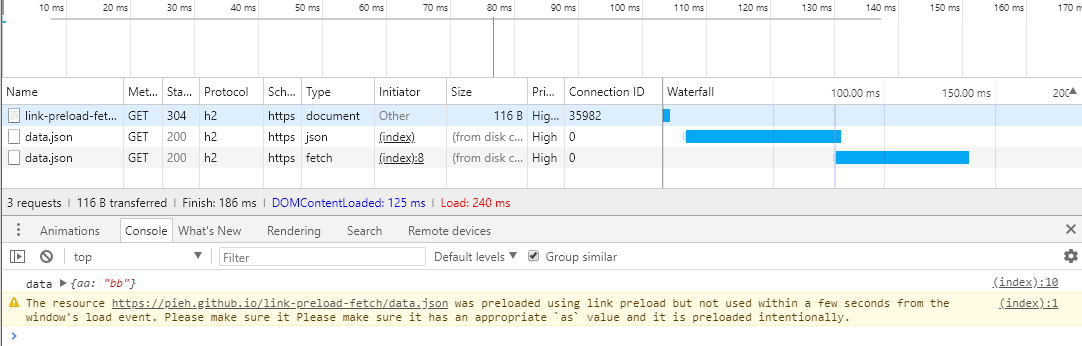 10 ms 20 ms 30 ms 40 ms 50 ms 60 ms 70 ms 80 ms 90 ms 100 ms 110 ms 120 ms 130 ms 140 ms 150 ms 160 ms 170 ms
Name Met... Sta... Protocol Sch... Type Initiator Size Pri... Connection ID Waterfall 100.00 ms 150.00 ms 200
link-preload-fet... GET 304 h2 https document Other 116 B Hig... 35982
data.json GET 200 h2 https json (index) (from disk c... High 0
data.json GET 200 h2 https fetch (index):8 (from disk c... High 0
3 requests 116 B transferred Finish: 186 ms DOMContentLoaded: 125 ms Load: 240 ms
Animations Console What's New Rendering Search Remote devices
top Filter Default levels Group similar
data {aa: "bb"} (index):10
The resource https://pieh.github.io/link-preload-fetch/data.json was preloaded using link preload but not used within a few seconds from the (index):1
window's load event. Please make sure it Please make sure it has an appropriate `as` value and it is preloaded intentionally.